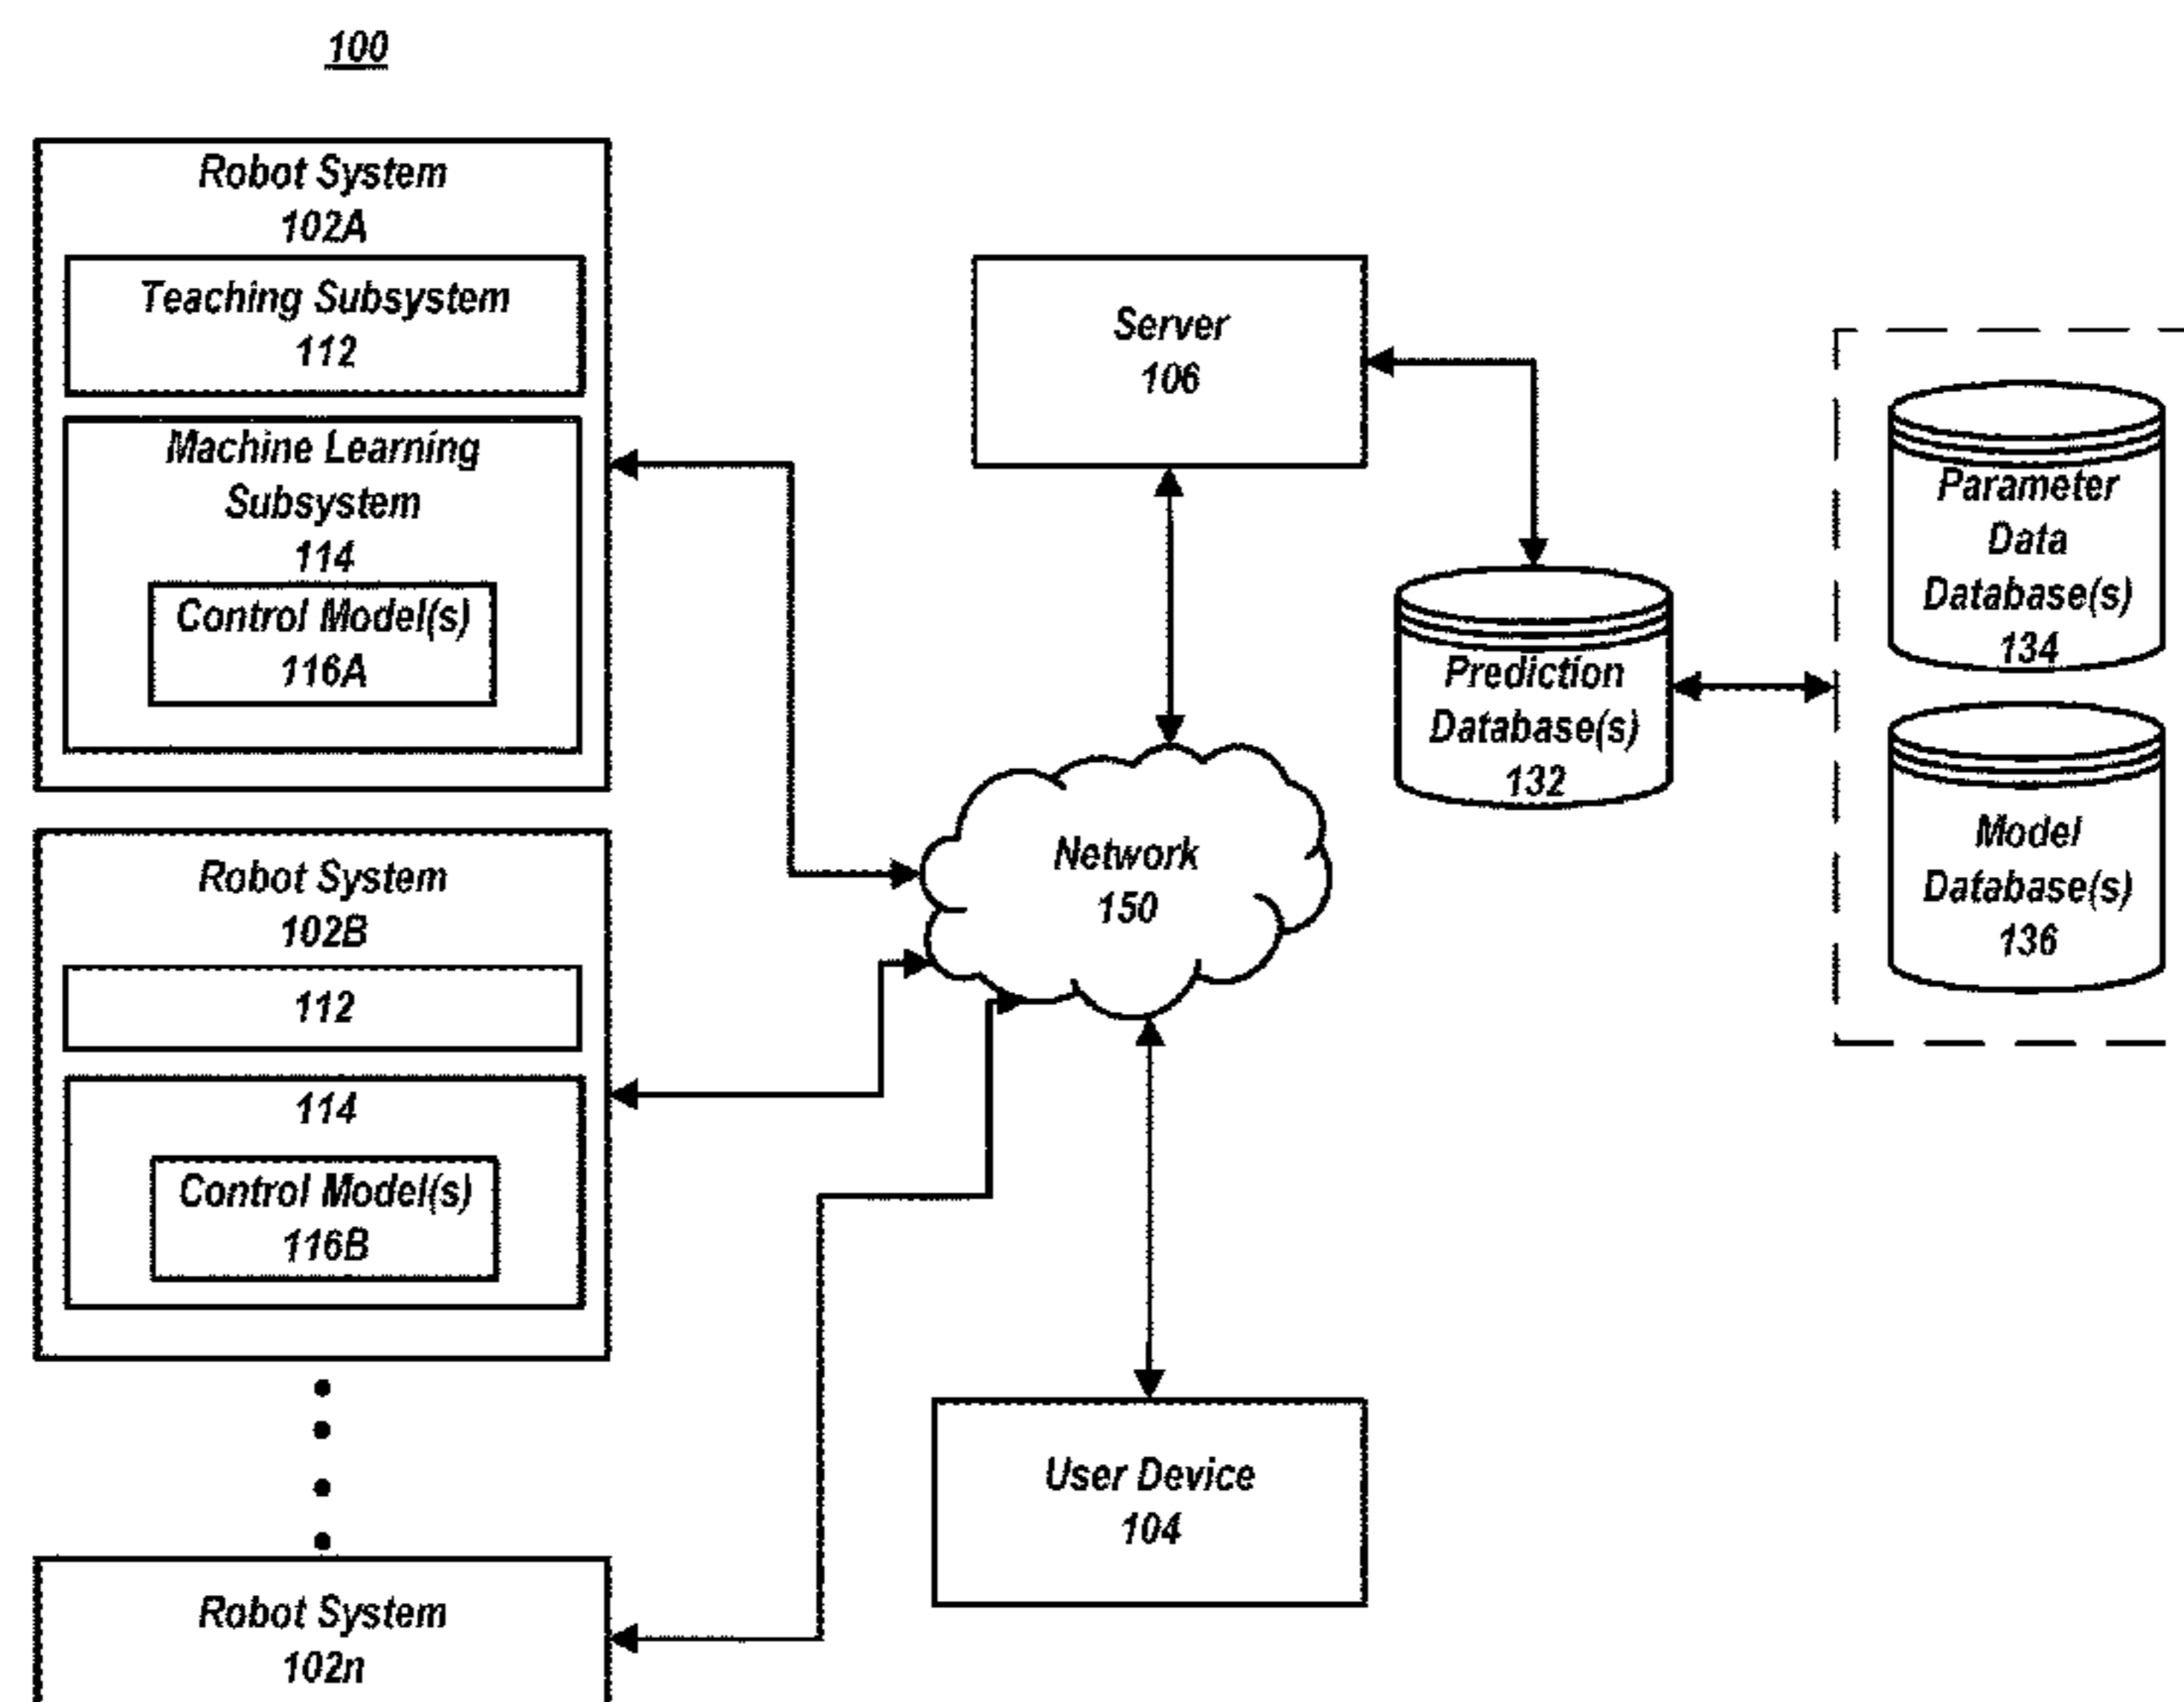 100
Robot System
102A
Teaching Subsystem
112
Machine Learning
Subsystem
114
Control Model(s)
116A
Robot System
102B
112
114
Control Model(s)
116B
Robot System
102n
Server
106
Network
150
User Device
104
Prediction
Database(s)
132
Parameter
Data
Database(s)
134
Model
Database(s)
136